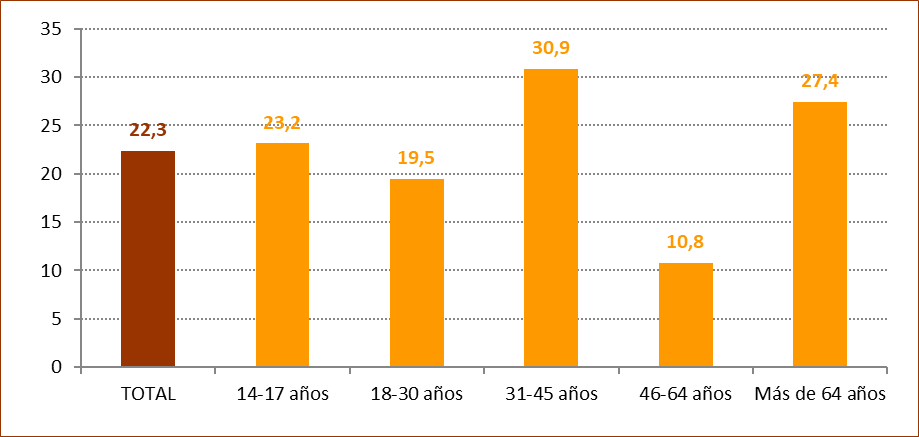 35
30
25
20
15
10
5
0
22,3
23,2
19,5
30,9
10,8
27,4
TOTAL
14-17 años
18-30 años
31-45 años
46-64 años
Más de 64 años